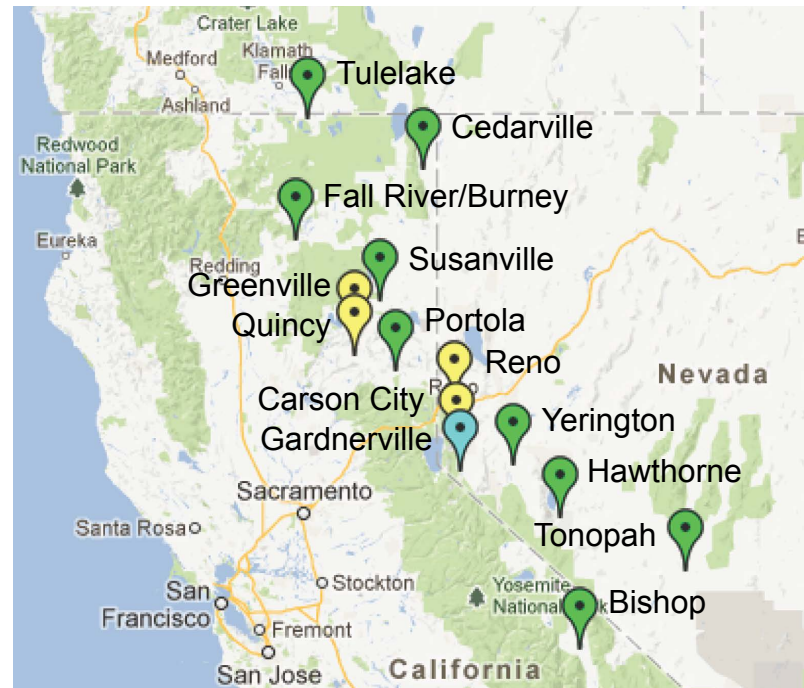 Crater Lake
Medford
Klamath
Falls
Tulelake
Ashland
Cedarville
Redwood
National Park
Fall River/Burney
Eureka
Redding
Susanville
Greenville
Quincy
Portola
Reno
Nevada
Carson City
Gardnerville
Yerington
Hawthorne
Sacramento
Santa Rosa
Tonopah
Stockton
Yosemite
National
San
Francisco
Bishop
Fremont
San Jose
California